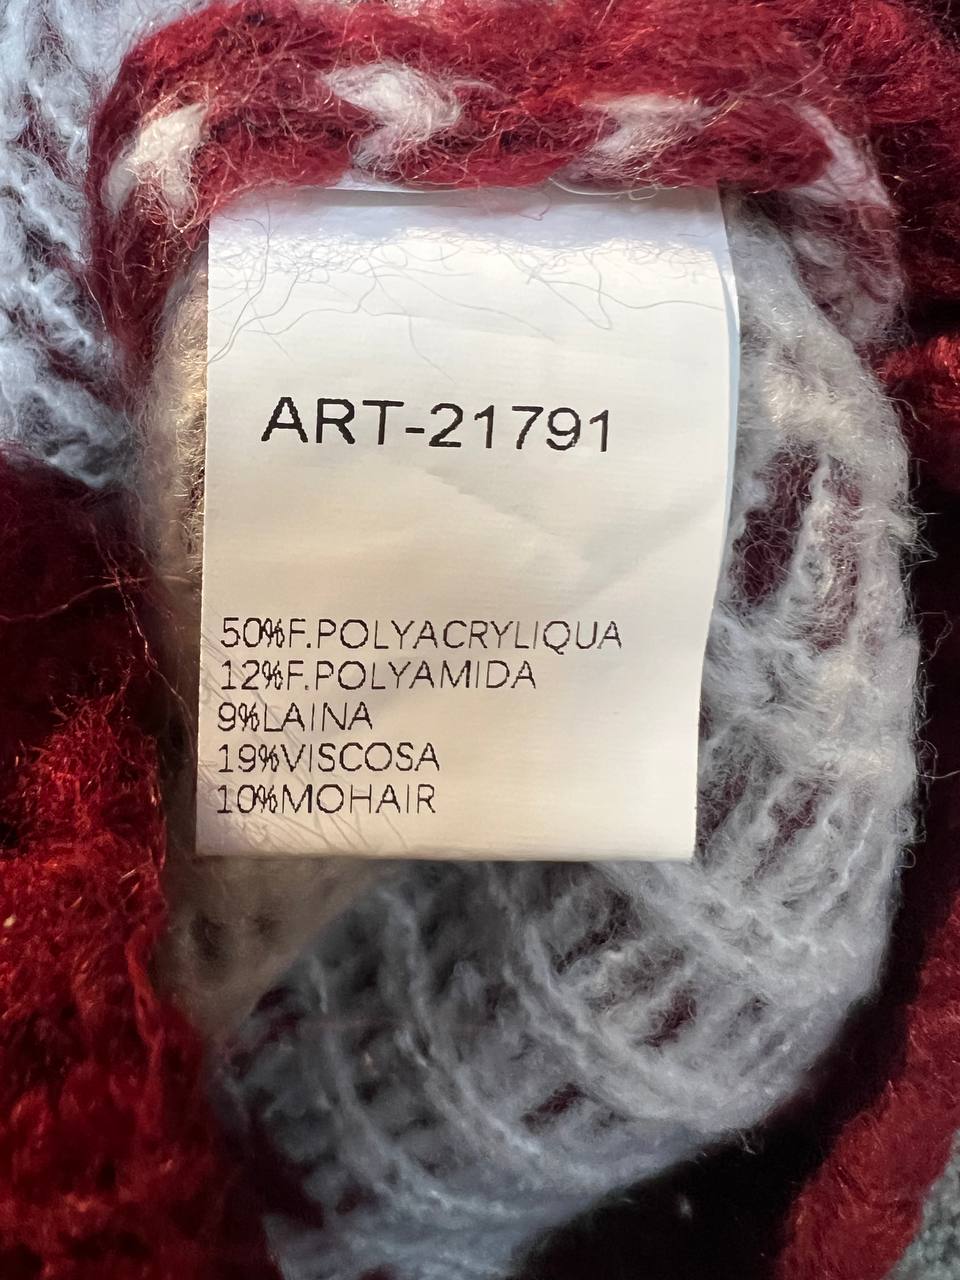 ART-21791
50%F.POLYACRYLIQUA
12%F.POLYAMIDA
9%LAINA
19%VISCOSA
10%MOHAIR